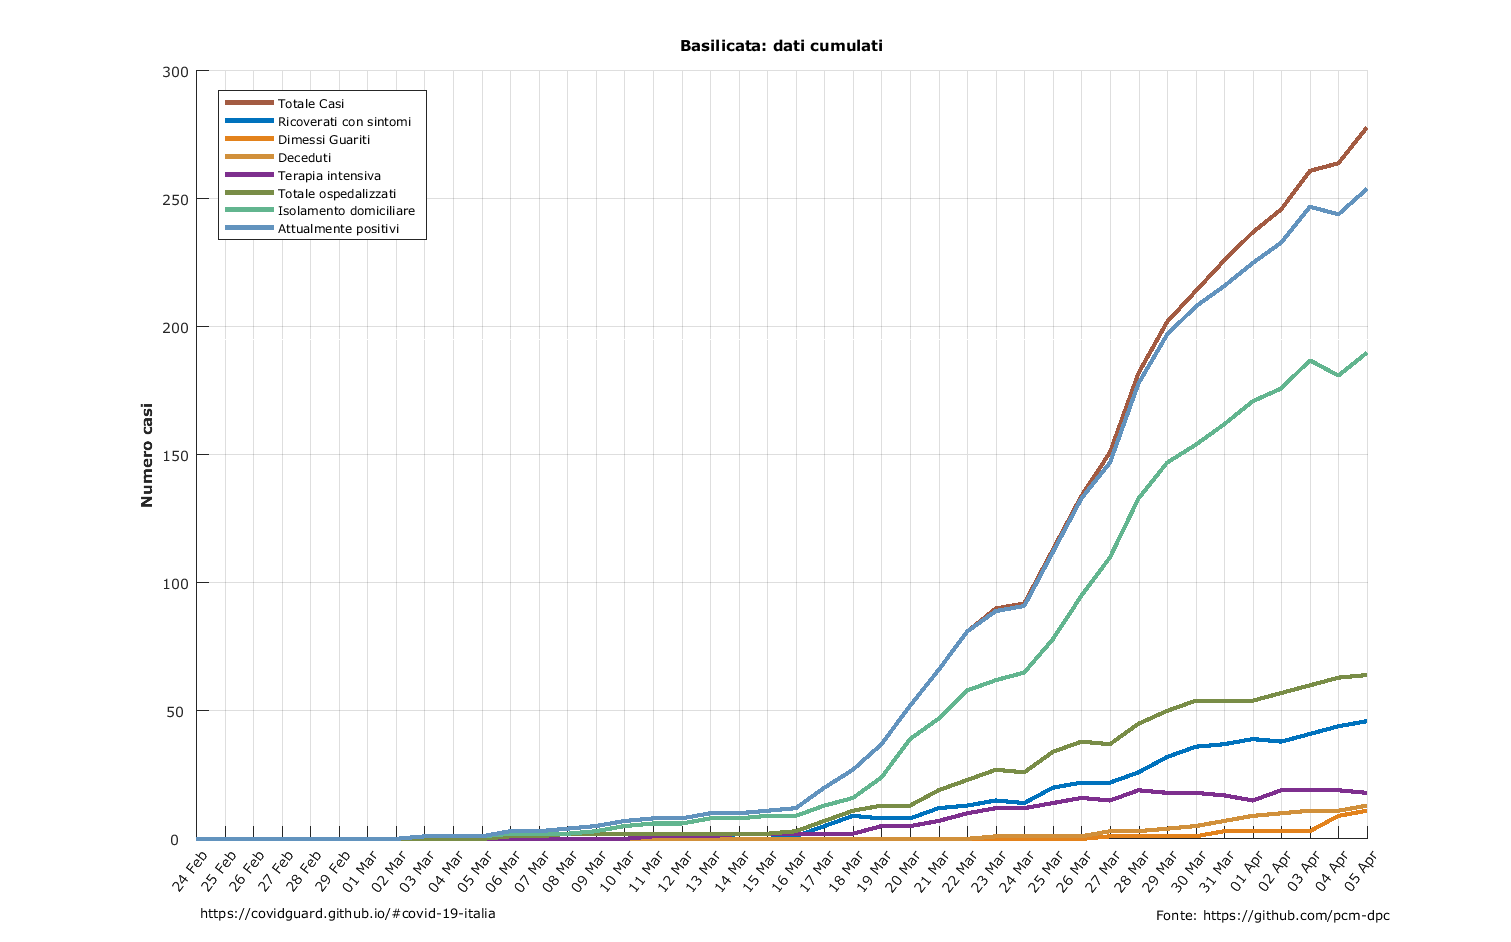 Basilicata: dati cumulati
300
250
200
150
100
50
0
Numero casi
Totale Casi
Ricoverati con sintomi
Dimessi Guariti
Deceduti
Terapia intensiva
Totale ospedalizzati
Isolamento domiciliare
Attualmente positivi
24 Feb
25 Feb
26 Feb
27 Feb
28 Feb
29 Feb
01 Mar
02 Mar
03 Mar
04 Mar
05 Mar
06 Mar
07 Mar
08 Mar
09 Mar
10 Mar
11 Mar
12 Mar
13 Mar
14 Mar
15 Mar
16 Mar
17 Mar
18 Mar
19 Mar
20 Mar
21 Mar
22 Mar
23 Mar
24 Mar
25 Mar
26 Mar
27 Mar
28 Mar
29 Mar
30 Mar
31 Mar
01 Apr
02 Apr
03 Apr
04 Apr
05 Apr
https://covidguard.github.io/#covid-19-italia
Fonte: https://github.com/pcm-dpc